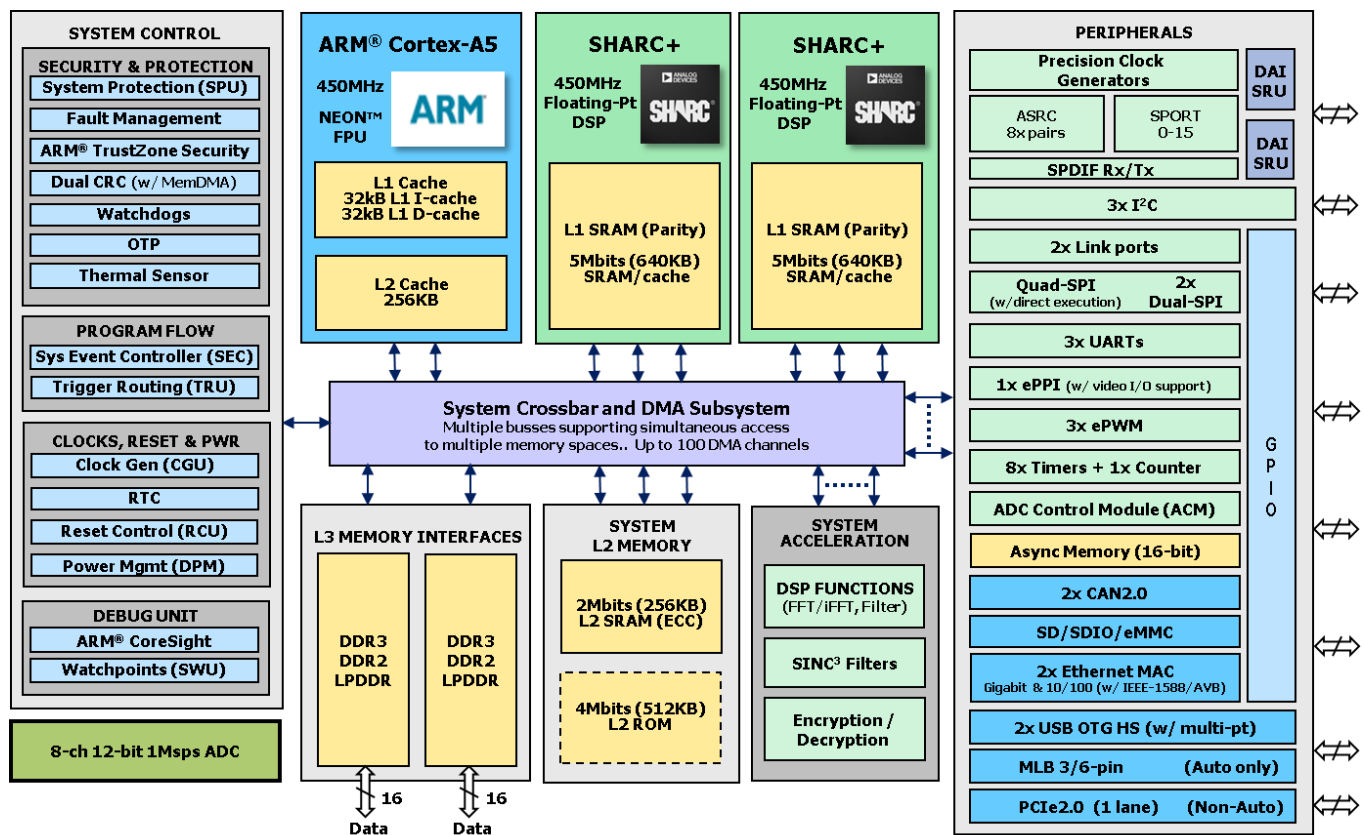 SYSTEM CONTROL
SECURITY & PROTECTION
System Protection (SPU)
Fault Management
ARM® TrustZone Security
Dual CRC (w/ MemDMA)
Watchdogs
OTP
Thermal Sensor
PROGRAM FLOW
Sys Event Controller (SEC)
Trigger Routing (TRU)
CLOCKS, RESET & PWR
Clock Gen (CGU)
RTC
Reset Control (RCU)
Power Mgmt (DPM)
DEBUG UNIT
ARM® CoreSight
Watchpoints (SWU)
8-ch 12-bit 1Msps ADC
ARM® Cortex-A5
450MHz
NEON™
FPU
ARM®
L1 Cache
32kB L1 I-cache
32kB L1 D-cache
L2 Cache
256KB
SHARC+
450MHz
Floating-Pt
DSP
ANALOG
DEVICES
SHARC®
L1 SRAM (Parity)
5Mbits (640KB)
SRAM/cache
SHARC+
450MHz
Floating-Pt
DSP
ANALOG
DEVICES
SHARC®
L1 SRAM (Parity)
5Mbits (640KB)
SRAM/cache
System Crossbar and DMA Subsystem
Multiple busses supporting simultaneous access
to multiple memory spaces.. Up to 100 DMA channels
L3 MEMORY INTERFACES
DDR3
DDR2
LPDDR
DDR3
DDR2
LPDDR
16
16
Data
Data
SYSTEM
L2 MEMORY
2Mbits (256KB)
L2 SRAM (ECC)
4Mbits (512KB)
L2 ROM
SYSTEM
ACCELERATION
DSP FUNCTIONS
(FFT/iFFT, Filter)
SINC³ Filters
Encryption /
Decryption
PERIPHERALS
Precision Clock
Generators
ASRC
8x pairs
SPORT
0-15
DAI
SRU
DAI
SRU
SPDIF Rx/Tx
3x I²C
2x Link ports
Quad-SPI
(w/direct execution)
2x
Dual-SPI
3x UARTs
1x ePPI (w/ video I/O support)
3x ePWM
8x Timers + 1x Counter
ADC Control Module (ACM)
Async Memory (16-bit)
2x CAN2.0
SD/SDIO/eMMC
2x Ethernet MAC
Gigabit & 10/100 (w/ IEEE-1588/AVB)
GPIO
2x USB OTG HS (w/ multi-pt)
MLB 3/6-pin (Auto only)
PCIe2.0 (1 lane) (Non-Auto)